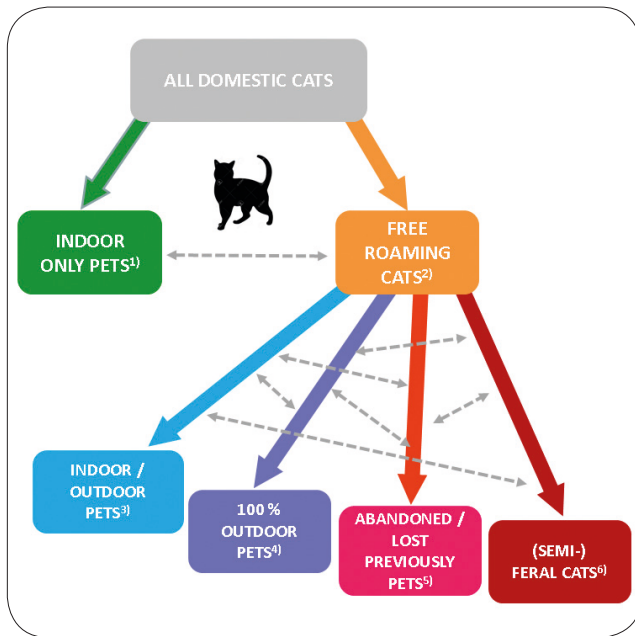 ALL DOMESTIC CATS
INDOOR
ONLY PETS1)
FREE
ROAMING
CATS2)
INDOOR /
OUTDOOR
PETS3)
100 %
OUTDOOR
PETS4)
ABANDONED /
LOST
PREVIOUSLY
PETS5)
(SEMI-)
FERAL CATS6)